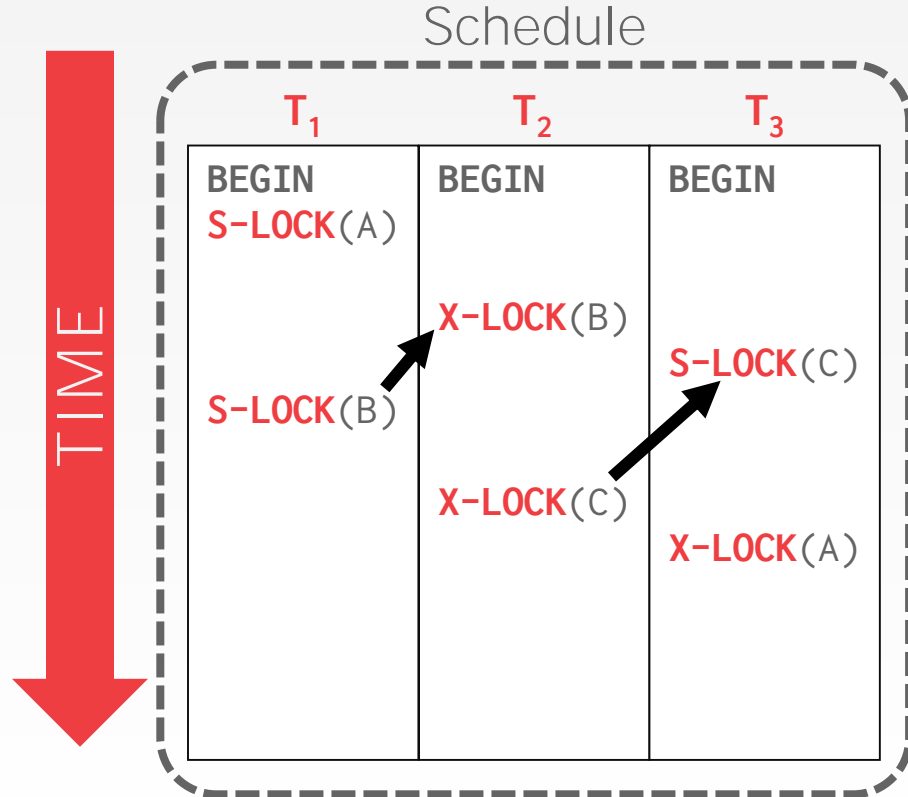 Schedule
TIME
T₁ T₂ T₃
BEGIN BEGIN BEGIN
S-LOCK(A)
X-LOCK(B)
S-LOCK(C)
S-LOCK(B)
X-LOCK(C)
X-LOCK(A)